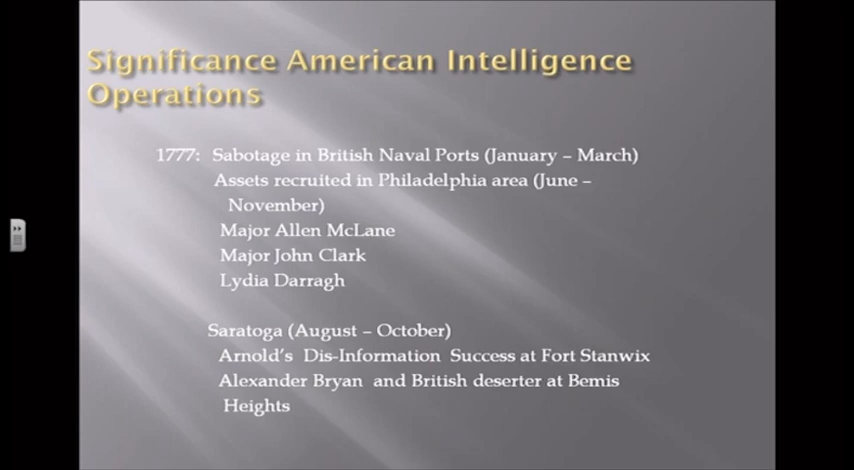 Significance American Intelligence
Operations
1777: Sabotage in British Naval Ports (January – March)
Assets recruited in Philadelphia area (June –
November)
Major Allen McLane
Major John Clark
Lydia Darragh
Saratoga (August – October)
Arnold's Dis-Information Success at Fort Stanwix
Alexander Bryan and British deserter at Bemis
Heights